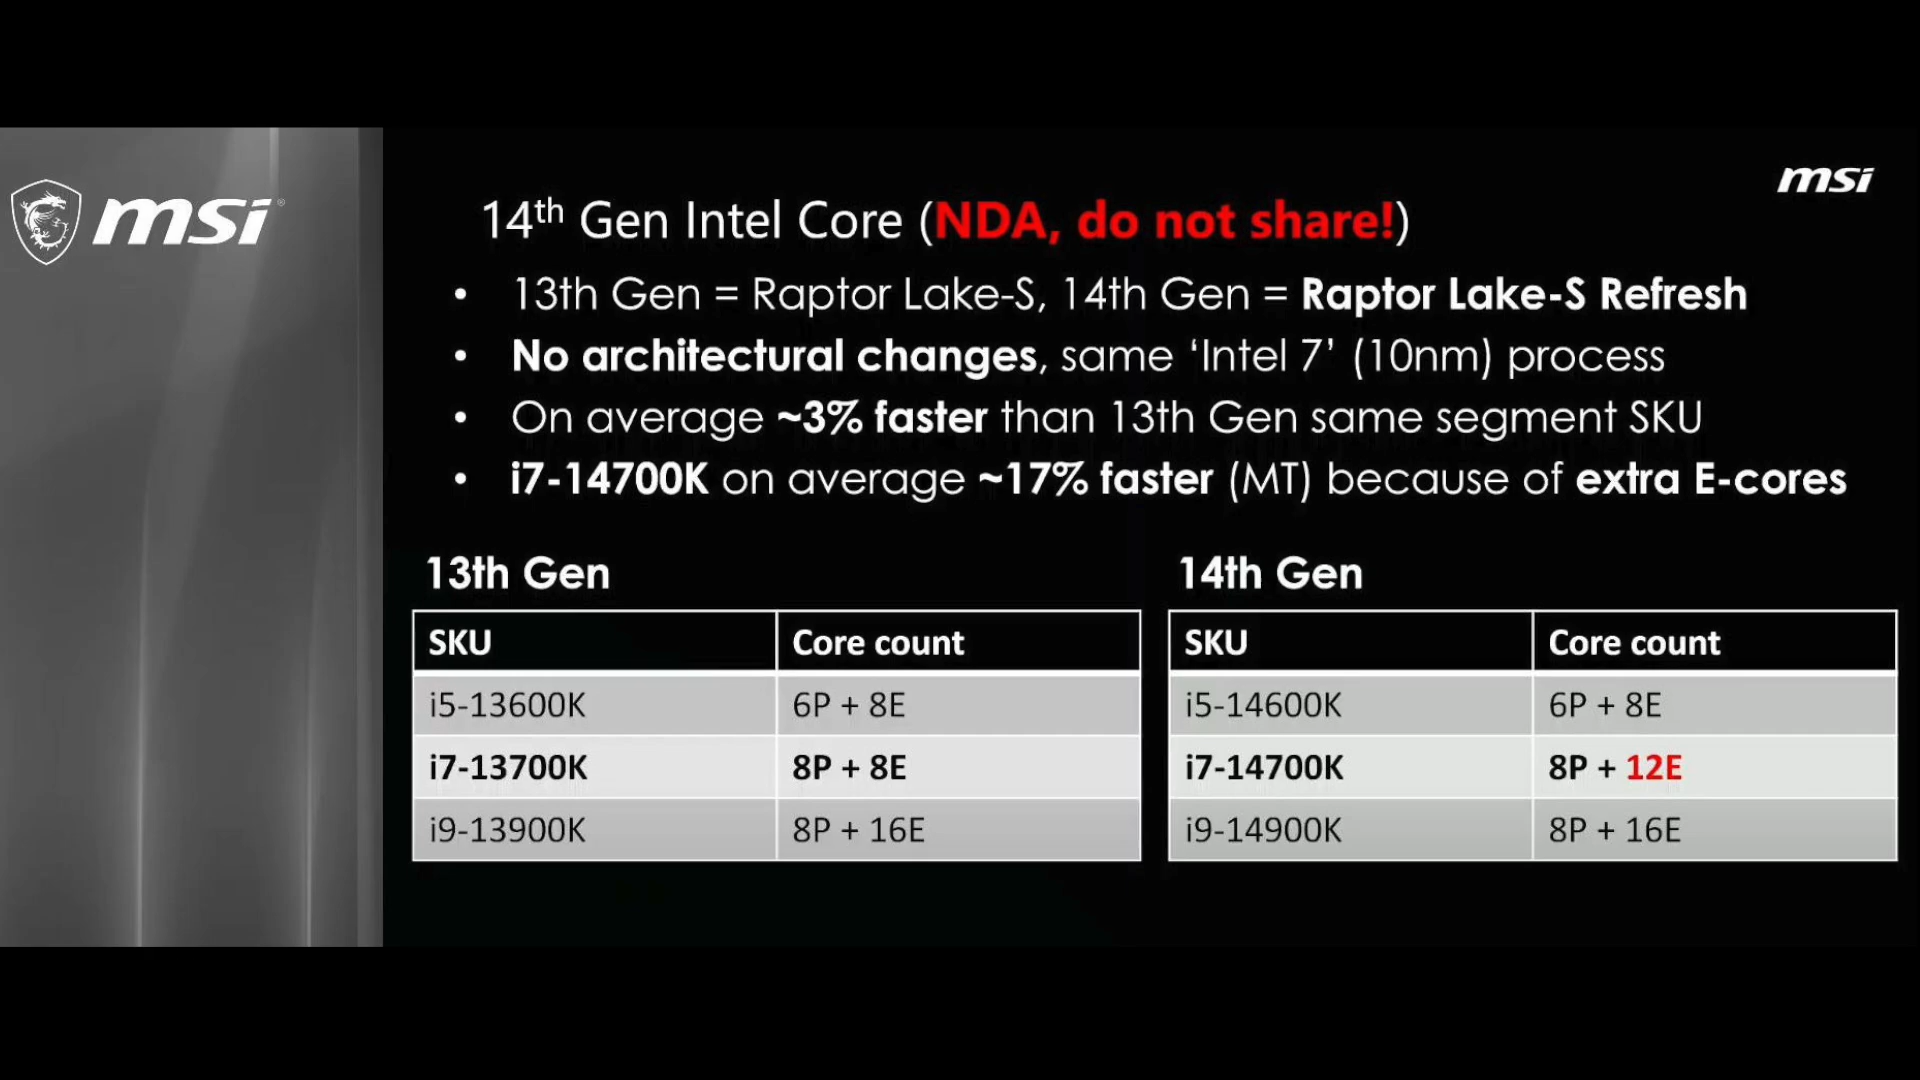 msi
msi
14th Gen Intel Core (NDA, do not share!)
• 13th Gen = Raptor Lake-S, 14th Gen = Raptor Lake-S Refresh
• No architectural changes, same ‘Intel 7’ (10nm) process
• On average ~3% faster than 13th Gen same segment SKU
• i7-14700K on average ~17% faster (MT) because of extra E-cores
13th Gen
SKU Core count
i5-13600K 6P + 8E
i7-13700K 8P + 8E
i9-13900K 8P + 16E
14th Gen
SKU Core count
i5-14600K 6P + 8E
i7-14700K 8P + 12E
i9-14900K 8P + 16E